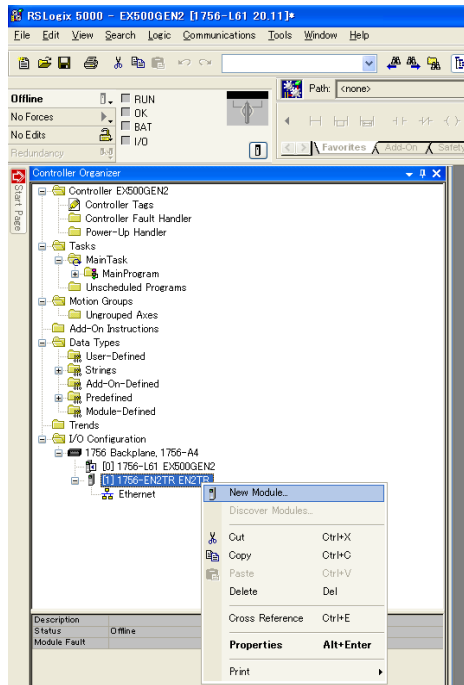 RSLogix 5000 - EX500GEN2 [1756-L61 20.11]*
File Edit View Search Logic Communications Tools Window Help
Path: <none>
Offline
RUN
No Forces
OK
BAT
No Edits
I/O
Redundancy
Favorites Add-On Safety
Start Page
Controller Organizer
Controller EX500GEN2
Controller Tags
Controller Fault Handler
Power-Up Handler
Tasks
MainTask
MainProgram
Unscheduled Programs
Motion Groups
Ungrouped Axes
Add-On Instructions
Data Types
User-Defined
Strings
Add-On-Defined
Predefined
Module-Defined
Trends
I/O Configuration
1756 Backplane, 1756-A4
[0] 1756-L61 EX500GEN2
[1] 1756-EN2TR EN2TR
Ethernet
New Module...
Discover Modules...
Cut Ctrl+X
Copy Ctrl+C
Paste Ctrl+V
Delete Del
Cross Reference Ctrl+E
Properties Alt+Enter
Print
Description
Status Offline
Module Fault